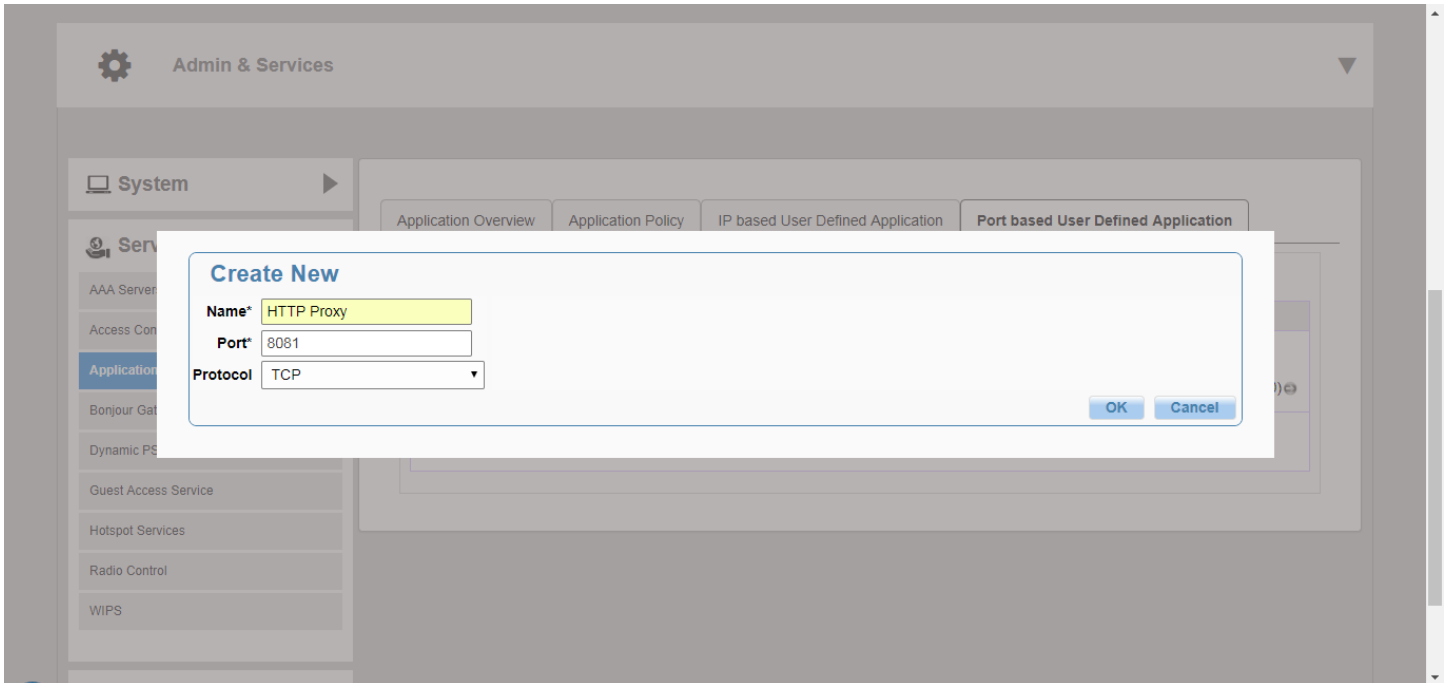 Admin & Services
System
Application Overview
Application Policy
IP based User Defined Application
Port based User Defined Application
Serv
AAA Server
Access Con
Application
Bonjour Gat
Dynamic PS
Guest Access Service
Hotspot Services
Radio Control
WIPS
Create New
Name* HTTP Proxy
Port* 8081
Protocol TCP
OK Cancel